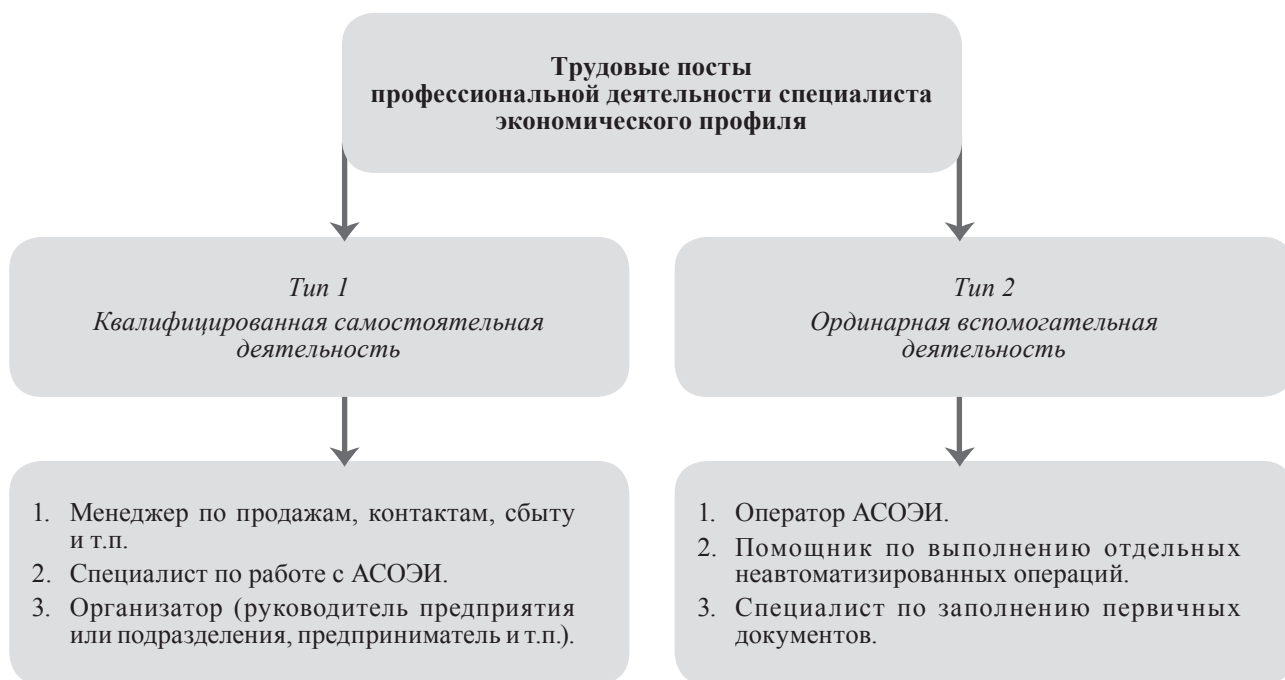 Трудовые посты
профессиональной деятельности специалиста
экономического профиля
Тип 1
Квалифицированная самостоятельная
деятельность
Тип 2
Ординарная вспомогательная
деятельность
1. Менеджер по продажам, контактам, сбыту
и т.п.
2. Специалист по работе с АСОЭИ.
3. Организатор (руководитель предприятия
или подразделения, предприниматель и т.п.).
1. Оператор АСОЭИ.
2. Помощник по выполнению отдельных
неавтоматизированных операций.
3. Специалист по заполнению первичных
документов.